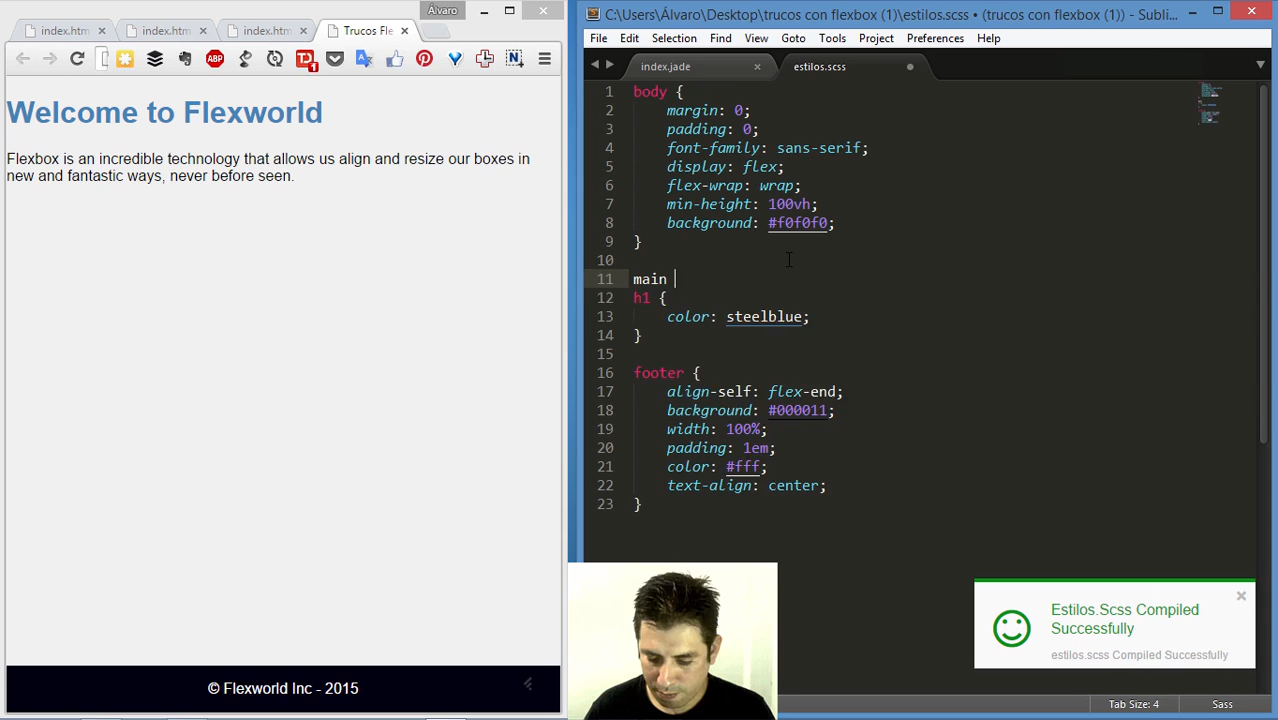 Álvaro
index.htm
index.htm
index.htm
Trucos Fle
ABP
TD
1
Welcome to Flexworld
Flexbox is an incredible technology that allows us align and resize our boxes in
new and fantastic ways, never before seen.
© Flexworld Inc - 2015
C:\Users\Álvaro\Desktop\trucos con flexbox (1)\estilos.scss • (trucos con flexbox (1)) - Subli...
File Edit Selection Find View Goto Tools Project Preferences Help
index.jade
estilos.scss
1 body {
2 margin: 0;
3 padding: 0;
4 font-family: sans-serif;
5 display: flex;
6 flex-wrap: wrap;
7 min-height: 100vh;
8 background: #f0f0f0;
9 }
10
11 main
12 h1 {
13 color: steelblue;
14 }
15
16 footer {
17 align-self: flex-end;
18 background: #000011;
19 width: 100%;
20 padding: 1em;
21 color: #fff;
22 text-align: center;
23 }
Estilos.Scss Compiled
Successfully
estilos.scss Compiled Successfully
Tab Size: 4 Sass